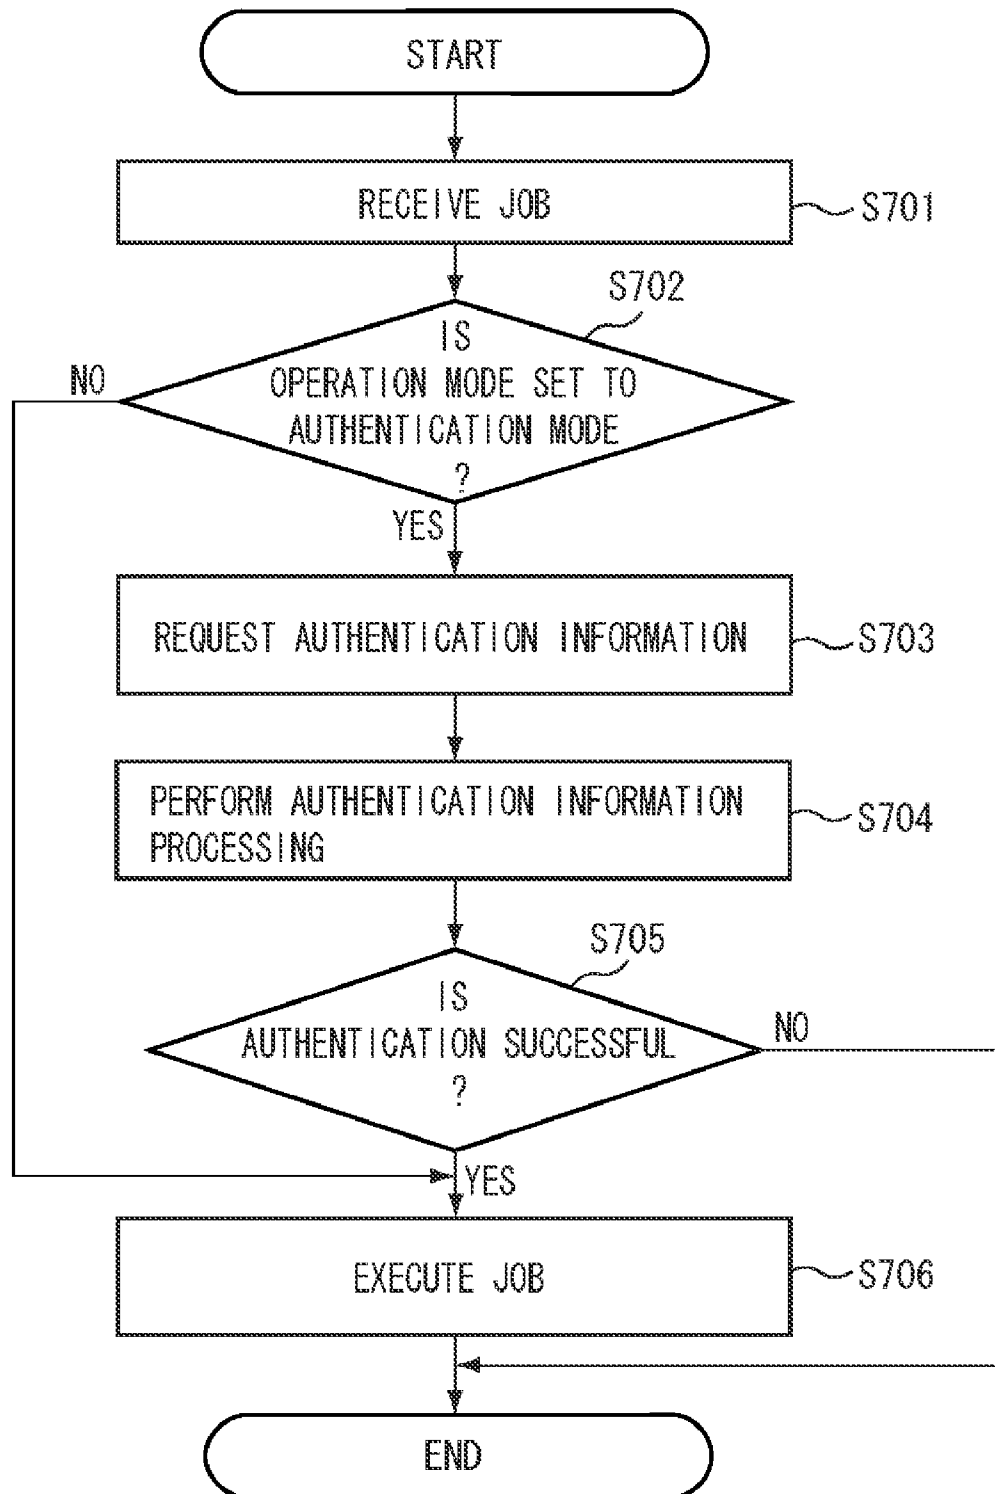 START
RECEIVE JOB
S701
S702
IS
OPERATION MODE SET TO
AUTHENTICATION MODE
?
NO
YES
REQUEST AUTHENTICATION INFORMATION
S703
PERFORM AUTHENTICATION INFORMATION
PROCESSING
S704
S705
IS
AUTHENTICATION SUCCESSFUL
?
NO
YES
EXECUTE JOB
S706
END